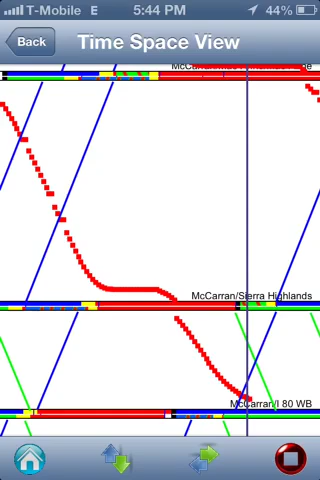 T-Mobile E 5:44 PM 44%
Back Time Space View
McCarran/Sierra Highlands
McCarran/I 80 WB